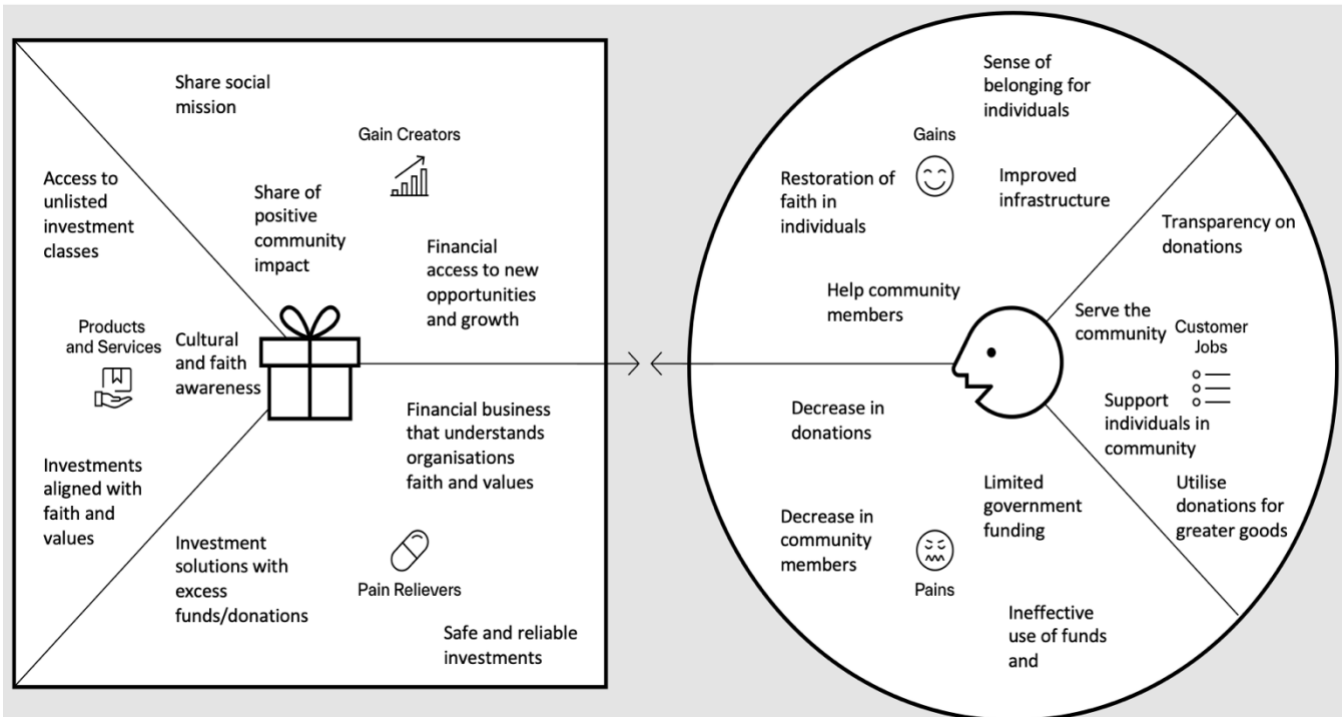 Share social
mission
Gain Creators
Access to
unlisted
investment
classes
Share of
positive
community
impact
Financial
access to new
opportunities
and growth
Products
and Services
Cultural
and faith
awareness
Investments
aligned with
faith and
values
Financial business
that understands
organisations
faith and values
Investment
solutions with
excess
funds/donations
Pain Relievers
Safe and reliable
investments
Sense of
belonging for
individuals
Gains
Restoration of
faith in
individuals
Improved
infrastructure
Help community
members
Transparency on
donations
Serve the
community
Customer
Jobs
Support
individuals in
community
Utilise
donations for
greater goods
Decrease in
donations
Limited
government
funding
Decrease in
community
members
Pains
Ineffective
use of funds
and